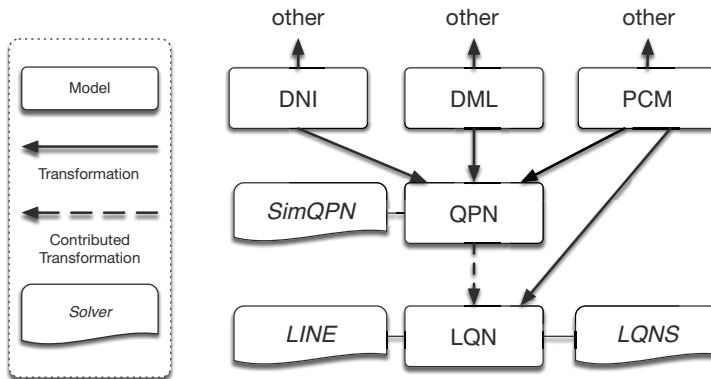 other other other
Model
DNI DML PCM
Transformation
SimQPN QPN
Contributed
Transformation
Solver
LINE LQN LQNS